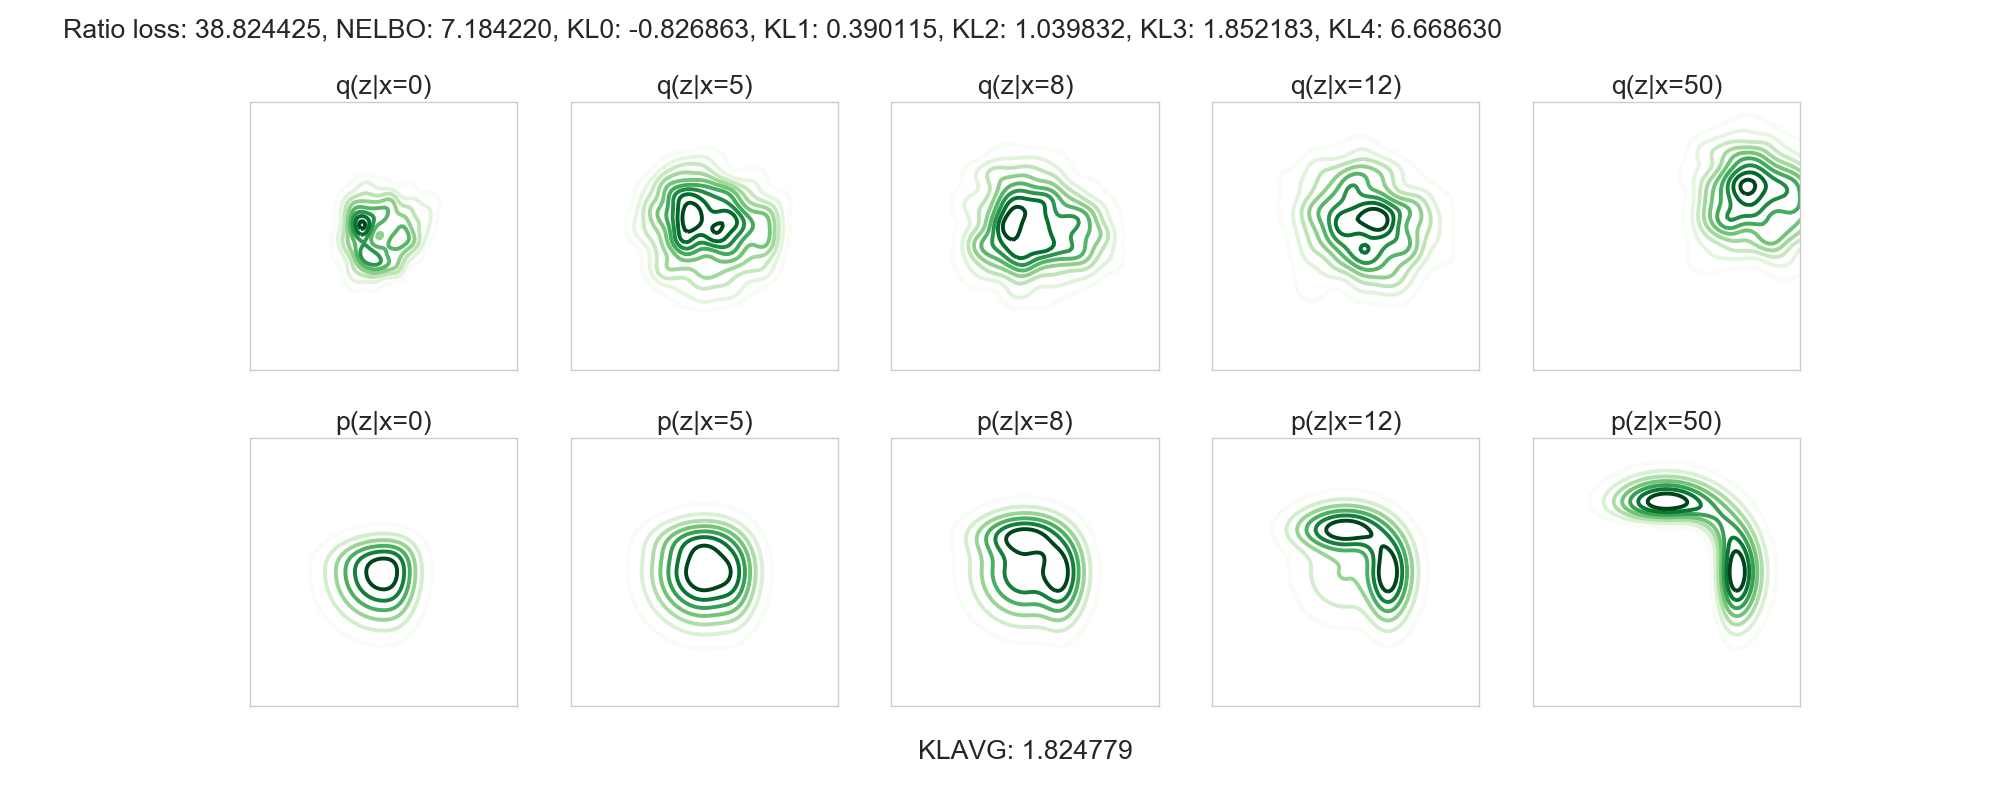 Ratio loss: 38.824425, NELBO: 7.184220, KL0: -0.826863, KL1: 0.390115, KL2: 1.039832, KL3: 1.852183, KL4: 6.668630
q(z|x=0) q(z|x=5) q(z|x=8) q(z|x=12) q(z|x=50)
p(z|x=0) p(z|x=5) p(z|x=8) p(z|x=12) p(z|x=50)
KLAVG: 1.824779